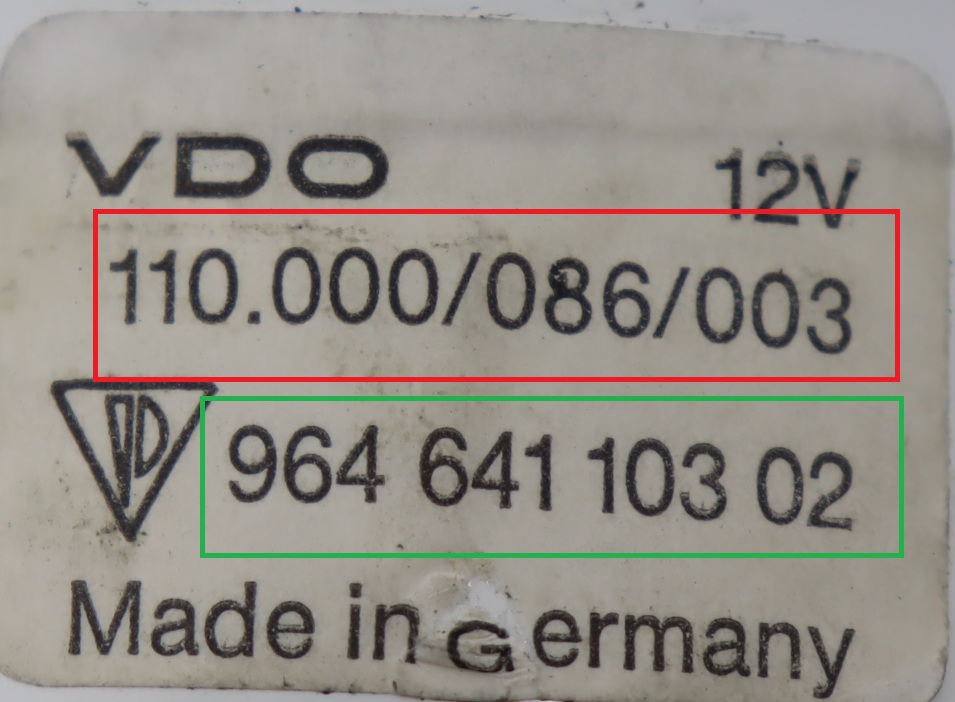 VDO 12V
110.000/086/003
964 641 103 02
Made in Germany